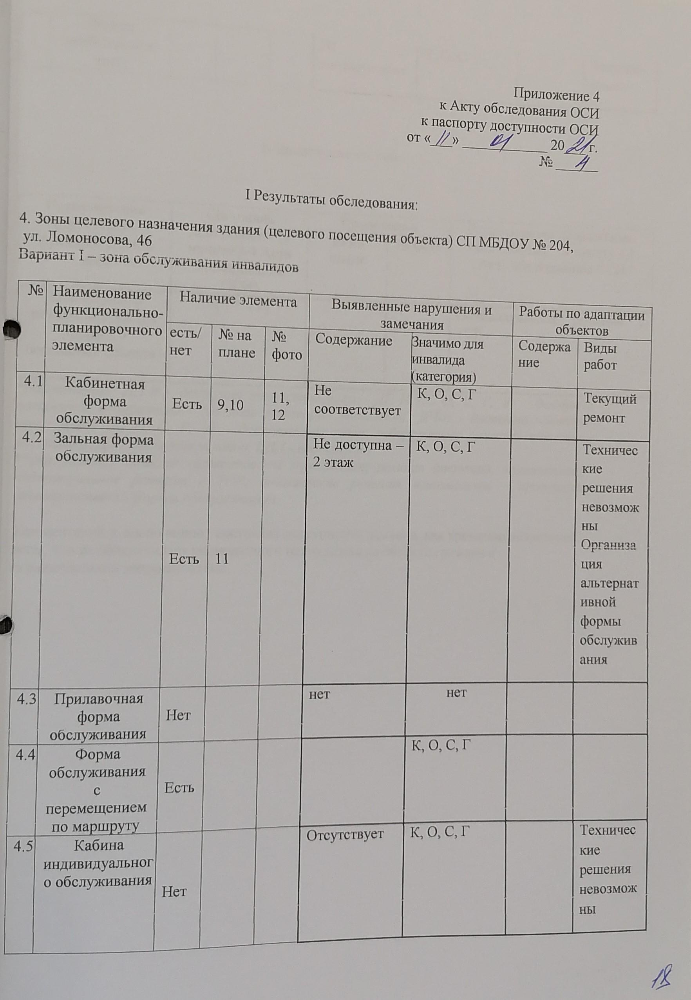 Приложение 4
к Акту обследования ОСИ
к паспорту доступности ОСИ
от «11» 01 2021 г.
№ 1
I Результаты обследования:
4. Зоны целевого назначения здания (целевого посещения объекта) СП МБДОУ № 204,
ул. Ломоносова, 46
Вариант I – зона обслуживания инвалидов
№
Наименование
функционально-
планировочного
элемента
Наличие элемента
Выявленные нарушения и
замечания
Работы по адаптации
объектов
есть/
нет
№ на
плане
№
фото
Содержание
Значимо для
инвалида
(категория)
Содержа
ние
Виды
работ
4.1
Кабинетная
форма
обслуживания
Есть
9,10
11,
12
Не
соответствует
К, О, С, Г
Текущий
ремонт
4.2
Зальная форма
обслуживания
Есть
11
Не доступна –
2 этаж
К, О, С, Г
Техничес
кие
решения
невозмож
ны
Организа
ция
альтернат
ивной
формы
обслужив
ания
4.3
Прилавочная
форма
обслуживания
Нет
нет
нет
4.4
Форма
обслуживания
с
перемещением
по маршруту
Есть
К, О, С, Г
4.5
Кабина
индивидуальног
о обслуживания
Нет
Отсутствует
К, О, С, Г
Техничес
кие
решения
невозмож
ны
18